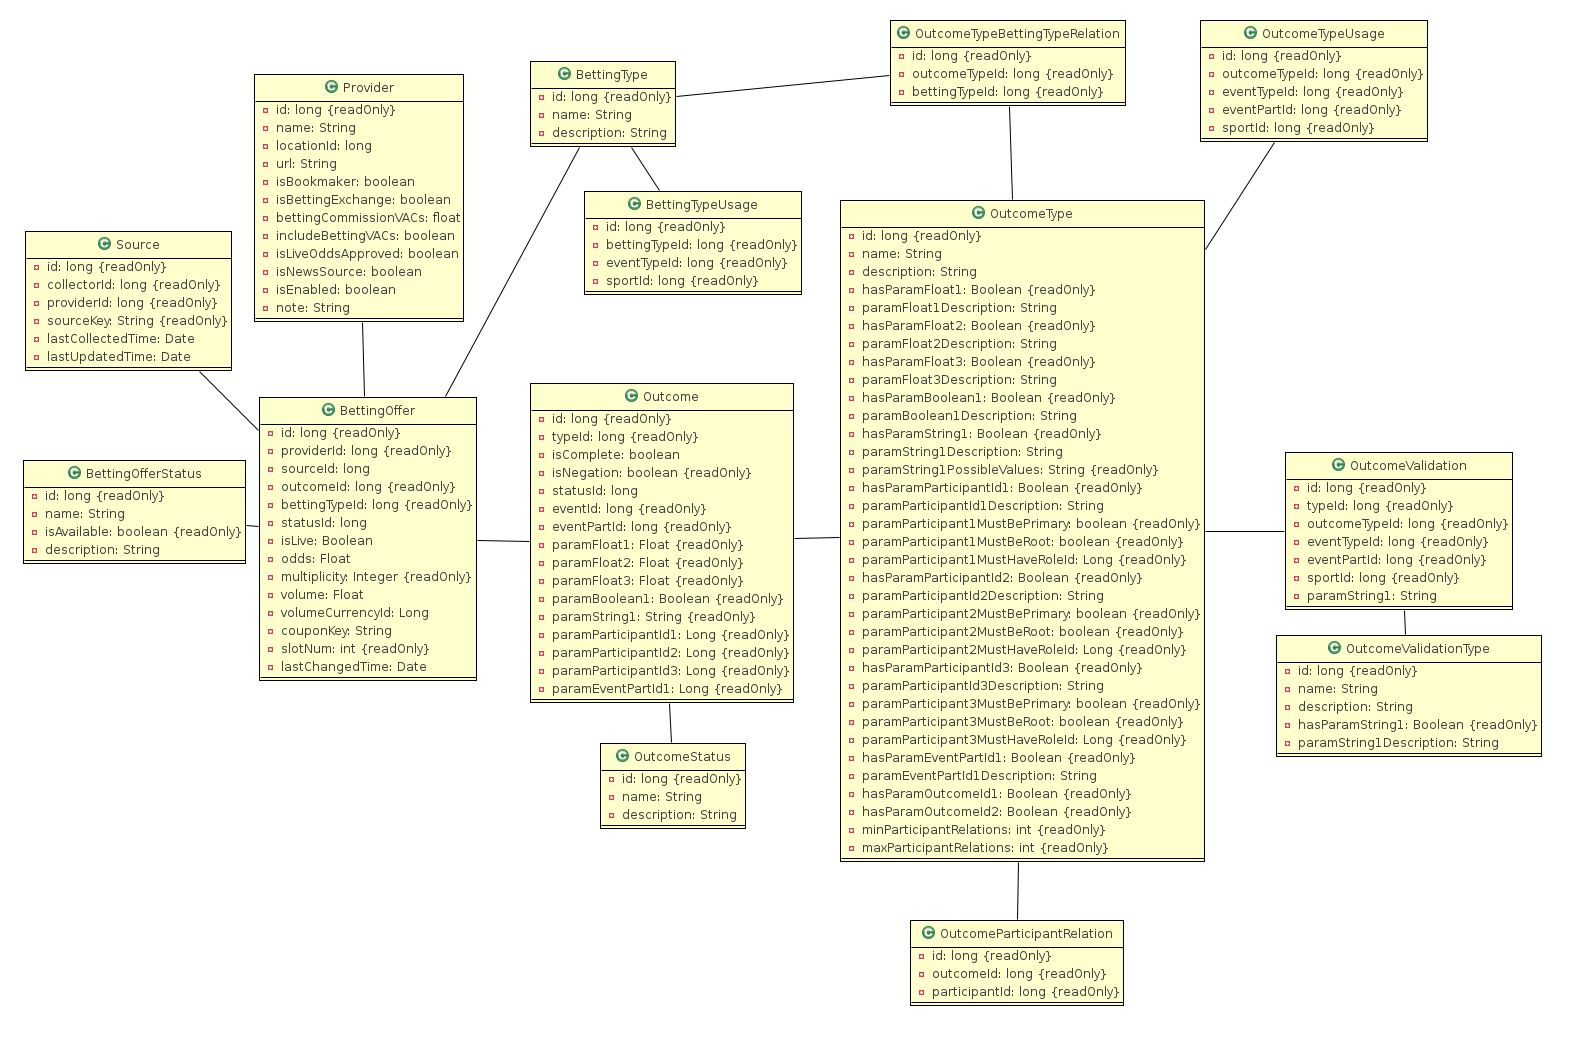 C OutcomeTypeBettingTypeRelation
id: long {readOnly}
outcomeTypeId: long {readOnly}
bettingTypeId: long {readOnly}
C OutcomeTypeUsage
id: long {readOnly}
outcomeTypeId: long {readOnly}
eventTypeId: long {readOnly}
eventPartId: long {readOnly}
sportId: long {readOnly}
C BettingType
id: long {readOnly}
name: String
description: String
C Provider
id: long {readOnly}
name: String
locationId: long
url: String
isBookmaker: boolean
isBettingExchange: boolean
bettingCommissionVACs: float
includeBettingVACs: boolean
isLiveOddsApproved: boolean
isNewsSource: boolean
isEnabled: boolean
note: String
C BettingTypeUsage
id: long {readOnly}
bettingTypeId: long {readOnly}
eventTypeId: long {readOnly}
sportId: long {readOnly}
C OutcomeType
id: long {readOnly}
name: String
description: String
hasParamFloat1: Boolean {readOnly}
paramFloat1Description: String
hasParamFloat2: Boolean {readOnly}
paramFloat2Description: String
hasParamFloat3: Boolean {readOnly}
paramFloat3Description: String
hasParamBoolean1: Boolean {readOnly}
paramBoolean1Description: String
hasParamString1: Boolean {readOnly}
paramString1Description: String
paramString1PossibleValues: String {readOnly}
hasParamParticipantId1: Boolean {readOnly}
paramParticipantId1Description: String
paramParticipant1MustBePrimary: boolean {readOnly}
paramParticipant1MustBeRoot: boolean {readOnly}
paramParticipant1MustHaveRoleId: Long {readOnly}
hasParamParticipantId2: Boolean {readOnly}
paramParticipantId2Description: String
paramParticipant2MustBePrimary: boolean {readOnly}
paramParticipant2MustBeRoot: boolean {readOnly}
paramParticipant2MustHaveRoleId: Long {readOnly}
hasParamParticipantId3: Boolean {readOnly}
paramParticipantId3Description: String
paramParticipant3MustBePrimary: boolean {readOnly}
paramParticipant3MustBeRoot: boolean {readOnly}
paramParticipant3MustHaveRoleId: Long {readOnly}
hasParamEventPartId1: Boolean {readOnly}
paramEventPartId1Description: String
hasParamOutcomeId1: Boolean {readOnly}
hasParamOutcomeId2: Boolean {readOnly}
minParticipantRelations: int {readOnly}
maxParticipantRelations: int {readOnly}
C Source
id: long {readOnly}
collectorId: long {readOnly}
providerId: long {readOnly}
sourceKey: String {readOnly}
lastCollectedTime: Date
lastUpdatedTime: Date
C BettingOffer
id: long {readOnly}
providerId: long {readOnly}
sourceId: long
outcomeId: long {readOnly}
bettingTypeId: long {readOnly}
statusId: long
isLive: Boolean
odds: Float
multiplicity: Integer {readOnly}
volume: Float
volumeCurrencyId: Long
couponKey: String
slotNum: int {readOnly}
lastChangedTime: Date
C Outcome
id: long {readOnly}
typeId: long {readOnly}
isComplete: boolean
isNegation: boolean {readOnly}
statusId: long
eventId: long {readOnly}
eventPartId: long {readOnly}
paramFloat1: Float {readOnly}
paramFloat2: Float {readOnly}
paramFloat3: Float {readOnly}
paramBoolean1: Boolean {readOnly}
paramString1: String {readOnly}
paramParticipantId1: Long {readOnly}
paramParticipantId2: Long {readOnly}
paramParticipantId3: Long {readOnly}
paramEventPartId1: Long {readOnly}
C BettingOfferStatus
id: long {readOnly}
name: String
isAvailable: boolean {readOnly}
description: String
C OutcomeValidation
id: long {readOnly}
typeId: long {readOnly}
outcomeTypeId: long {readOnly}
eventTypeId: long {readOnly}
eventPartId: long {readOnly}
sportId: long {readOnly}
paramString1: String
C OutcomeValidationType
id: long {readOnly}
name: String
description: String
hasParamString1: Boolean {readOnly}
paramString1Description: String
C OutcomeStatus
id: long {readOnly}
name: String
description: String
C OutcomeParticipantRelation
id: long {readOnly}
outcomeId: long {readOnly}
participantId: long {readOnly}